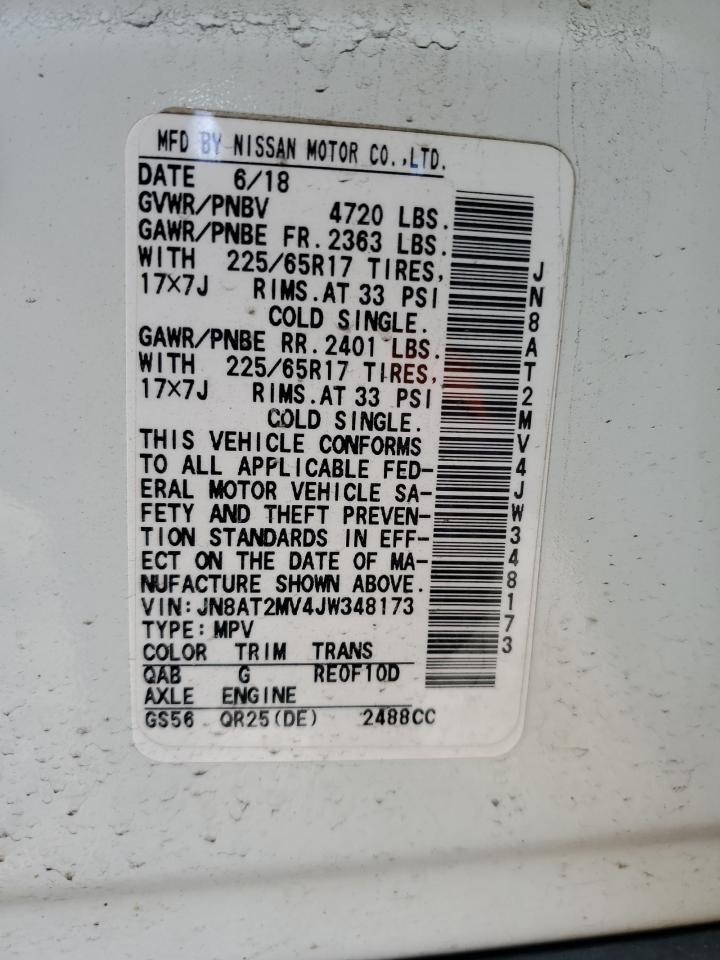 MFD BY NISSAN MOTOR CO.,LTD.
DATE 6/18
GVWR/PNBV 4720 LBS.
GAWR/PNBE FR. 2363 LBS.
WITH 225/65R17 TIRES,
17×7J RIMS.AT 33 PSI
COLD SINGLE.
GAWR/PNBE RR. 2401 LBS.
WITH 225/65R17 TIRES,
17×7J RIMS.AT 33 PSI
COLD SINGLE.
THIS VEHICLE CONFORMS
TO ALL APPLICABLE FED-
ERAL MOTOR VEHICLE SA-
FETY AND THEFT PREVEN-
TION STANDARDS IN EFF-
ECT ON THE DATE OF MA-
NUFACTURE SHOWN ABOVE.
VIN:JN8AT2MV4JW348173
TYPE:MPV
COLOR TRIM TRANS
QAB G RE0F10D
AXLE ENGINE
GS56 QR25(DE) 2488CC
JN8AT2MV4JW348173